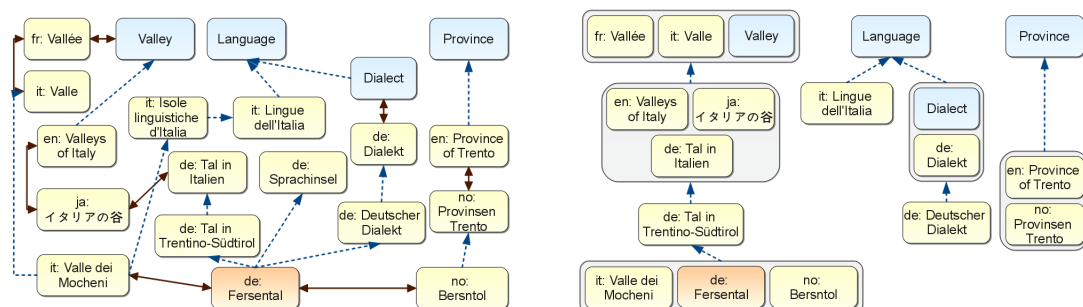 fr: Vallée
Valley
Language
Province
it: Valle
Dialect
it: Isole
linguistiche
d'Italia
it: Lingue
dell'Italia
en: Valleys
of Italy
de:
Dialekt
en: Province
of Trento
de: Tal in
Italien
de:
Sprachinsel
ja:
イタリアの谷
de: Tal in
Trentino-Südtirol
de: Deutscher
Dialekt
no:
Provinsen
Trento
it: Valle dei
Mocheni
de:
Fersental
no:
Bersntol
fr: Vallée
it: Valle
Valley
Language
Province
en: Valleys
of Italy
ja:
イタリアの谷
de: Tal in
Italien
it: Lingue
dell'Italia
Dialect
de:
Dialekt
en: Province
of Trento
no:
Provinsen
Trento
de: Tal in
Trentino-Südtirol
de: Deutscher
Dialekt
it: Valle dei
Mocheni
de:
Fersental
no:
Bersntol